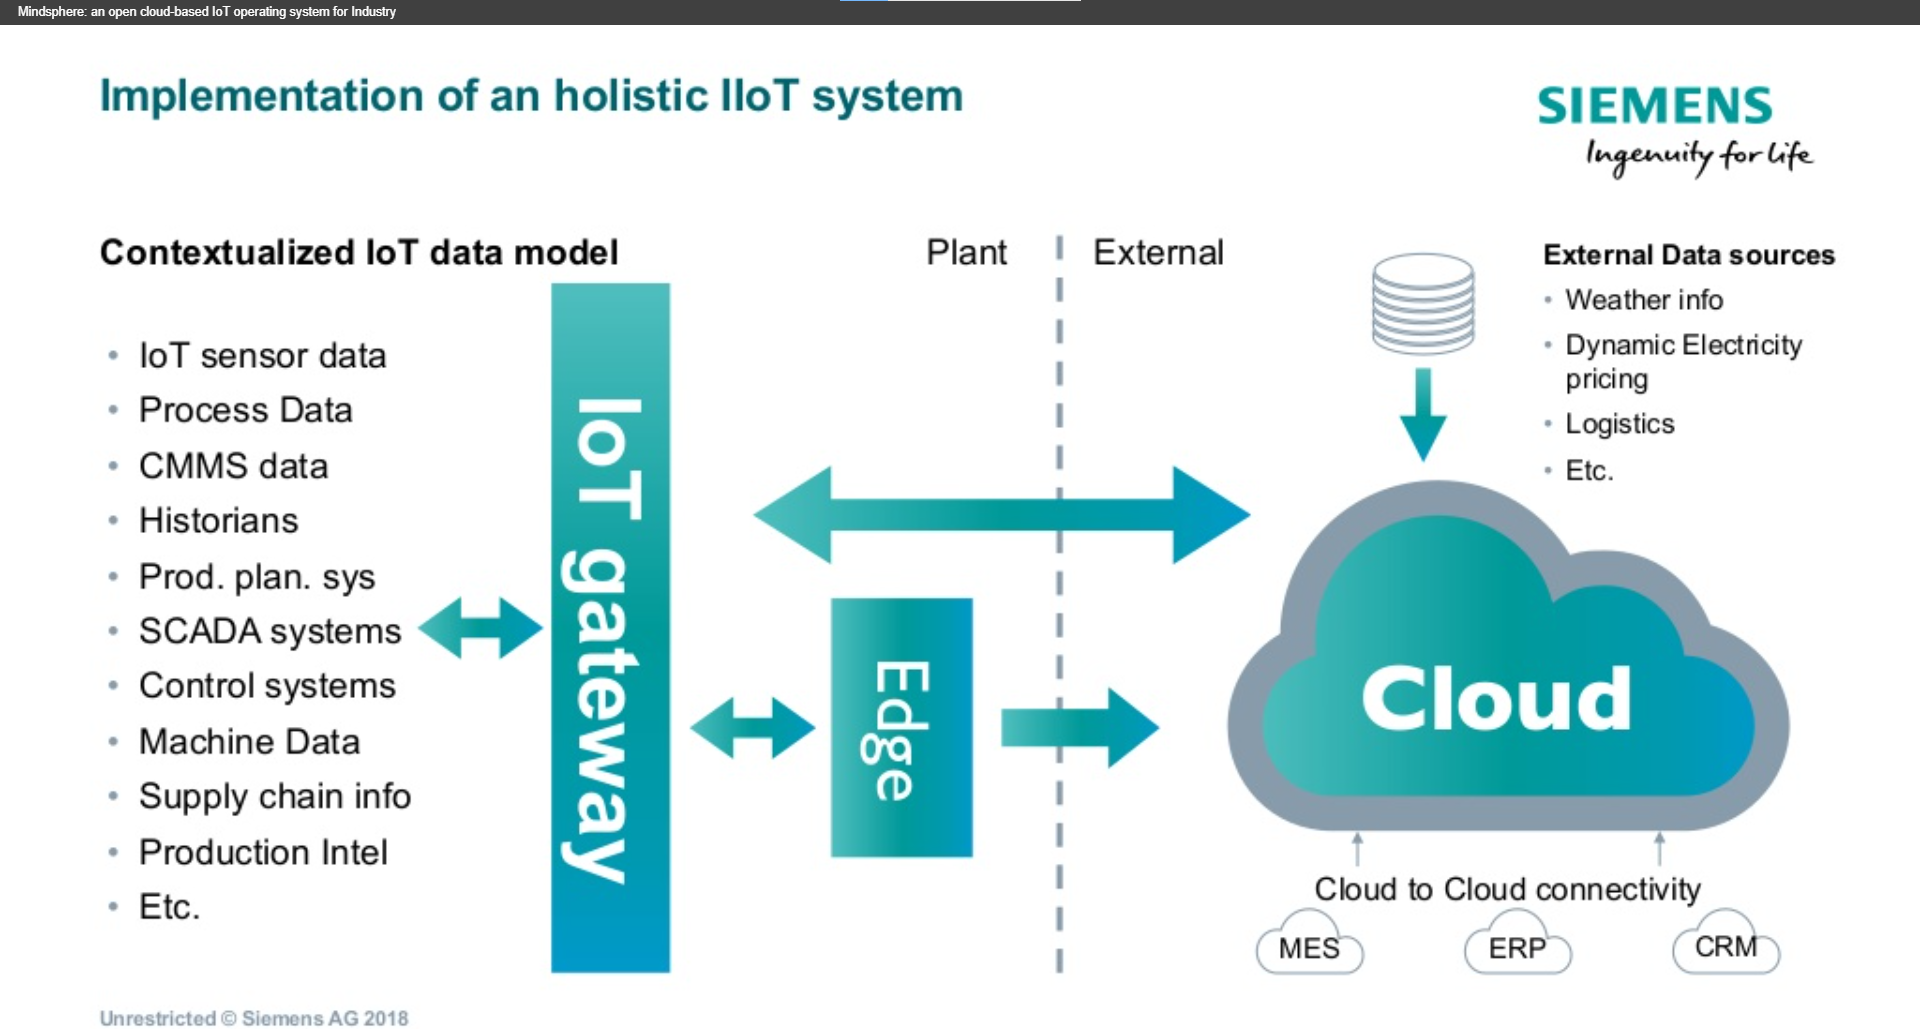 Mindsphere: an open cloud-based IoT operating system for Industry
Implementation of an holistic IIoT system
SIEMENS
Ingenuity for life
Contextualized IoT data model
IoT sensor data
Process Data
CMMS data
Historians
Prod. plan. sys
SCADA systems
Control systems
Machine Data
Supply chain info
Production Intel
Etc.
IoT gateway
Edge
Plant
External
External Data sources
Weather info
Dynamic Electricity
pricing
Logistics
Etc.
Cloud
Cloud to Cloud connectivity
MES
ERP
CRM
Unrestricted © Siemens AG 2018